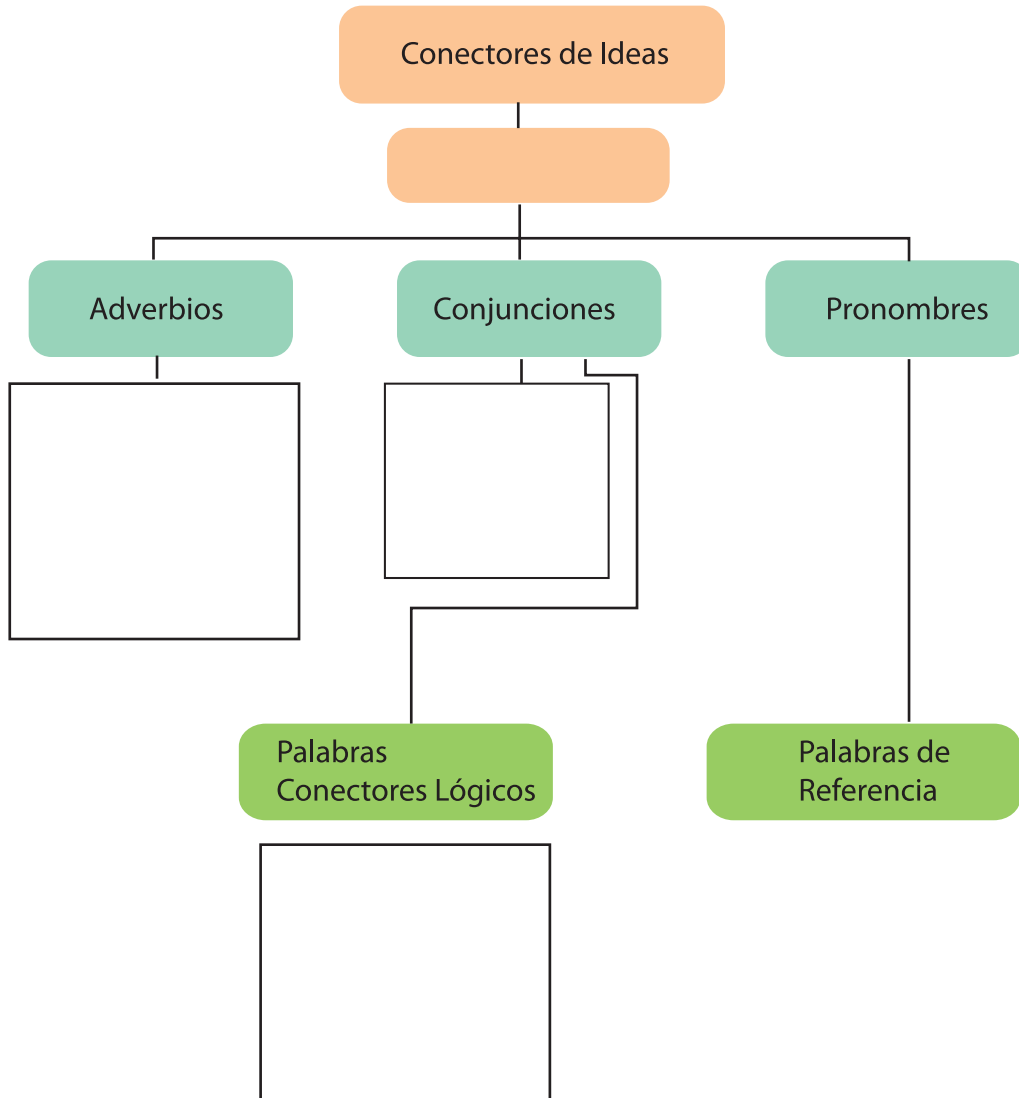 Conectores de Ideas
Adverbios
Conjunciones
Pronombres
Palabras
Conectores Lógicos
Palabras de
Referencia